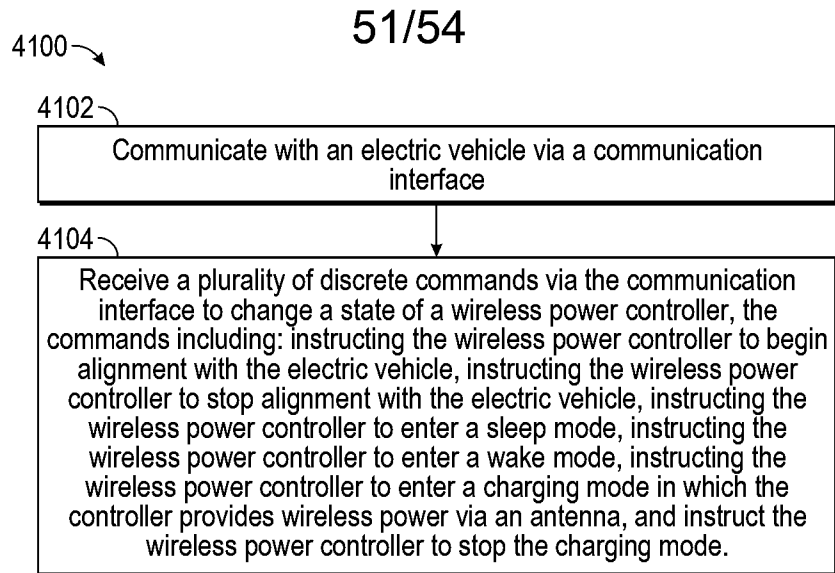 51/54
4100
4102
Communicate with an electric vehicle via a communication
interface
4104
Receive a plurality of discrete commands via the communication
interface to change a state of a wireless power controller, the
commands including: instructing the wireless power controller to begin
alignment with the electric vehicle, instructing the wireless power
controller to stop alignment with the electric vehicle, instructing the
wireless power controller to enter a sleep mode, instructing the
wireless power controller to enter a wake mode, instructing the
wireless power controller to enter a charging mode in which the
controller provides wireless power via an antenna, and instruct the
wireless power controller to stop the charging mode.